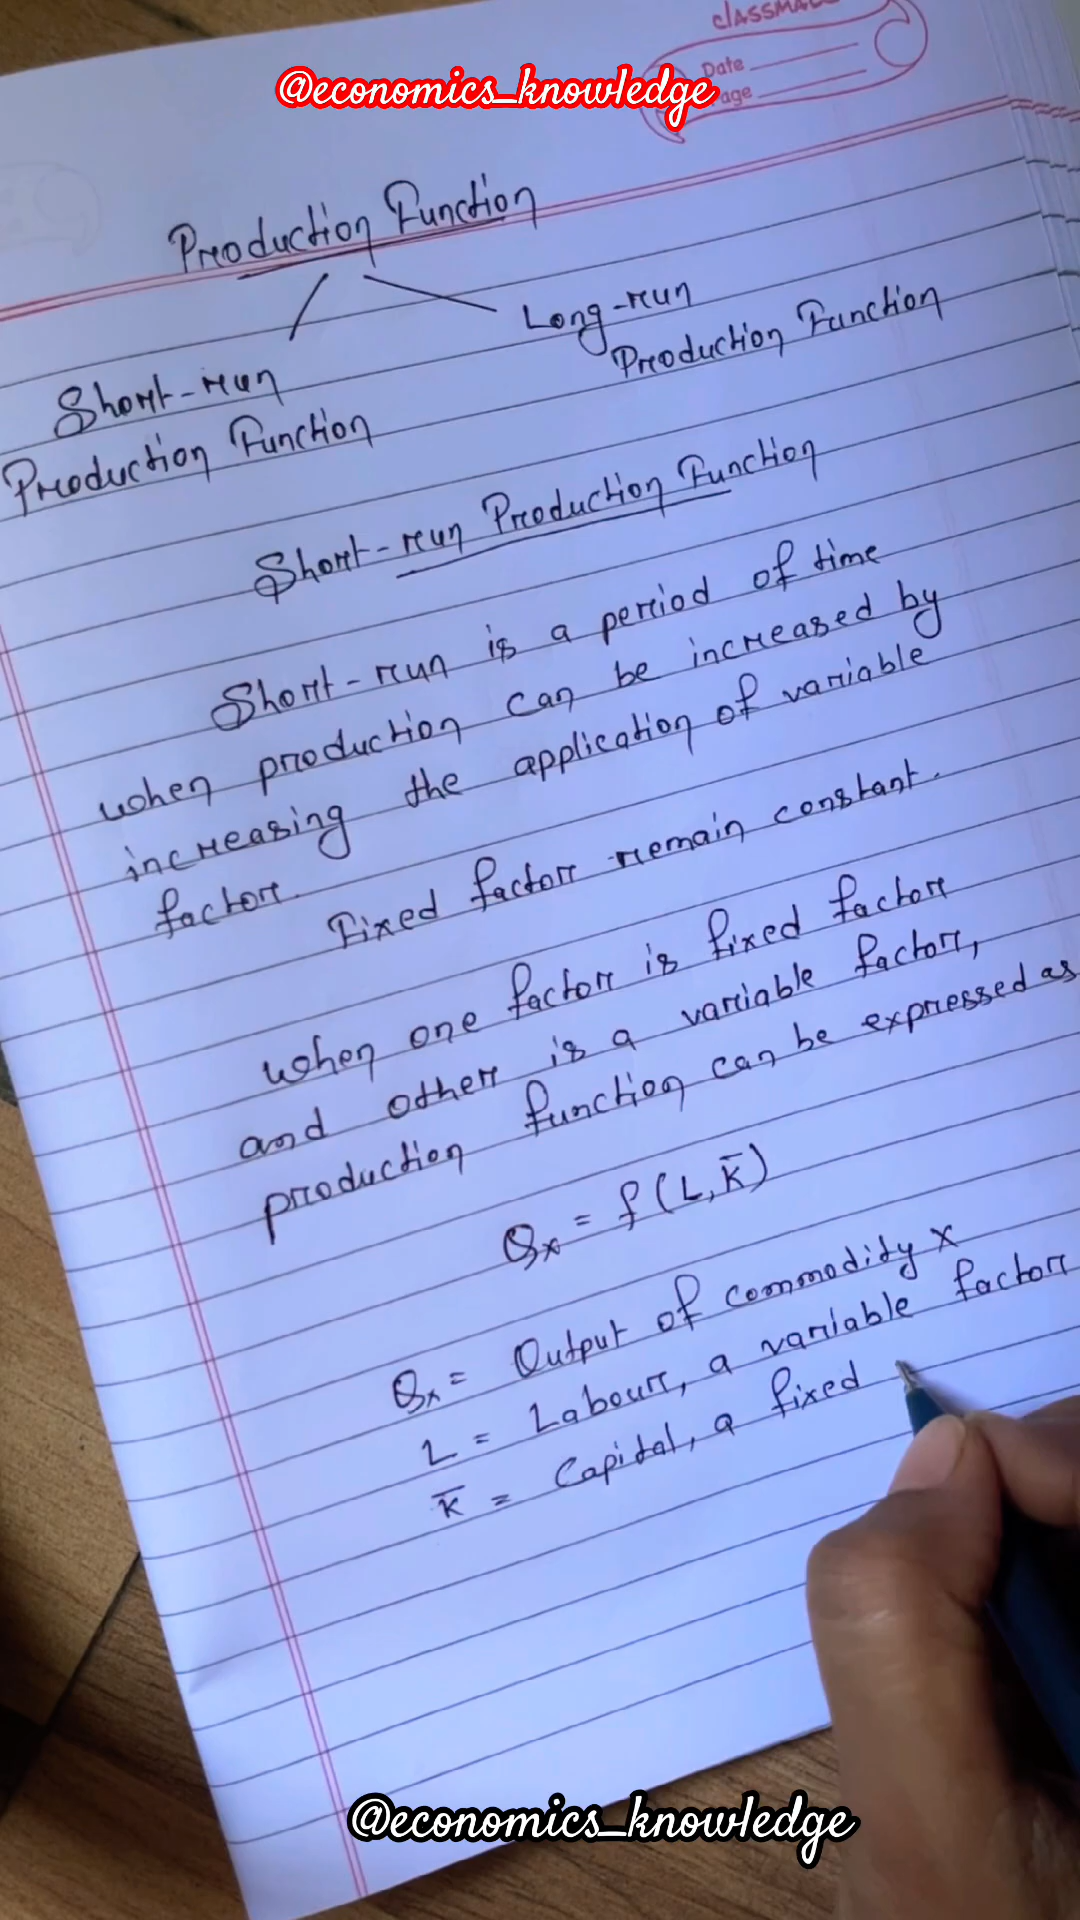 CLASSMA
Date
age
@economics_knowledge
Production Function
Long-run
Production Function
Short-run
Production Function
Short-run Production Function
Short-run is a period of time
when production can be increased by
increasing the application of variable
factor.
Fixed factor remain constant.
when one factor is fixed factor
and other is a variable factor,
production function can be expressed as
Qx = f(L, K̅)
Qx = Output of commodity x
L = Labour, a variable factor
K̅ = Capital, a fixed
@economics_knowledge